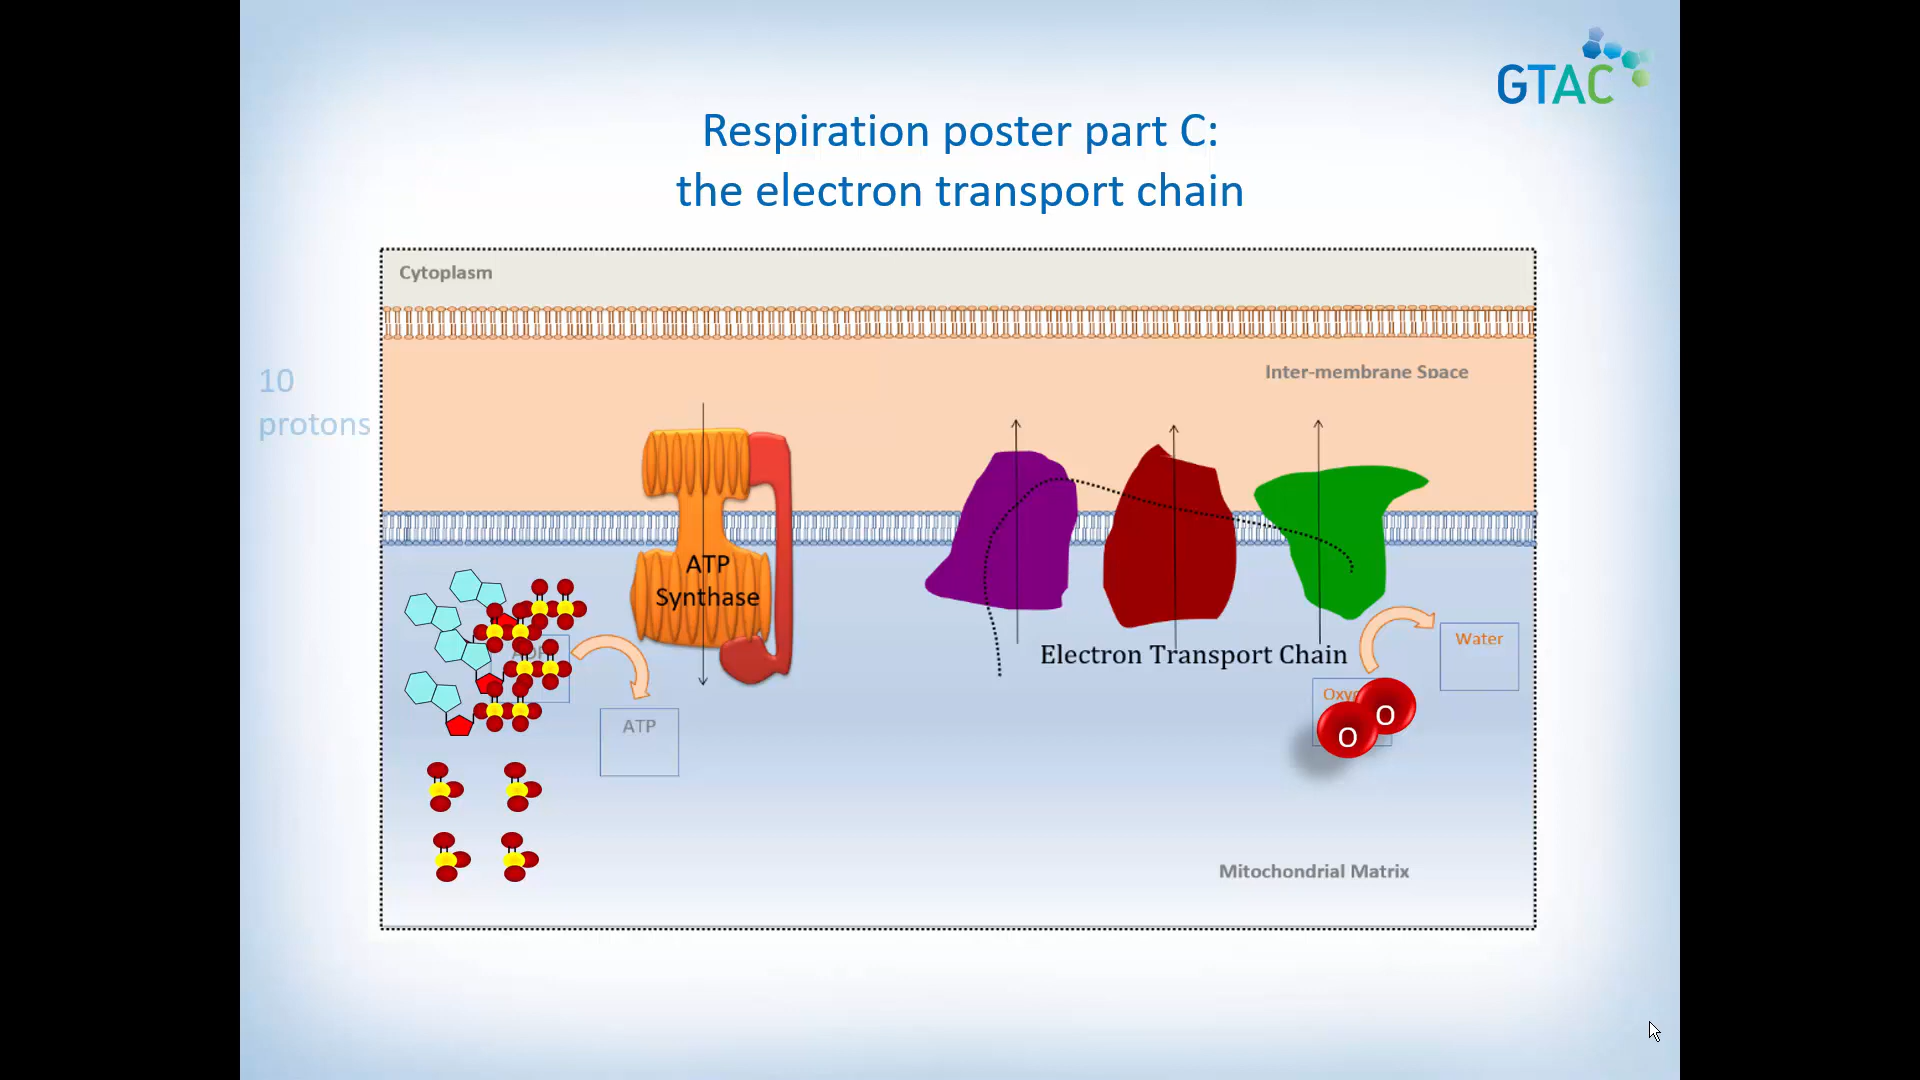 GTAC
Respiration poster part C:
the electron transport chain
Cytoplasm
Inter-membrane Space
10
protons
ATP
Synthase
ADP
ATP
Electron Transport Chain
Water
O
O
Mitochondrial Matrix